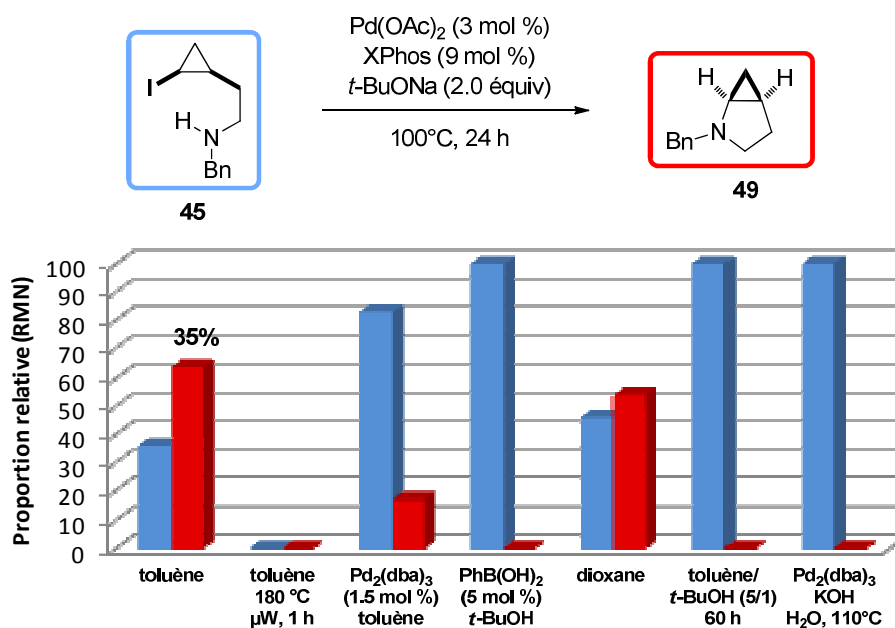 Pd(OAc)2 (3 mol %)
XPhos (9 mol %)
t-BuONa (2.0 équiv)
100°C, 24 h
I
H
N
Bn
45
H
H
N
Bn
49
Proportion relative (RMN)
100
90
80
70
60
50
40
30
20
10
0
35%
toluène
toluène
180 °C
µW, 1 h
Pd2(dba)3
(1.5 mol %)
toluène
PhB(OH)2
(5 mol %)
t-BuOH
dioxane
toluène/
t-BuOH (5/1)
60 h
Pd2(dba)3
KOH
H2O, 110°C